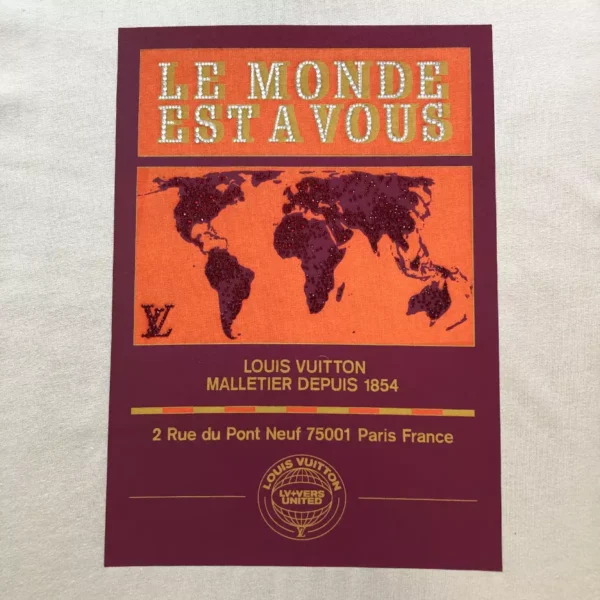 LE MONDE
EST A VOUS
LV
LOUIS VUITTON
MALLETIER DEPUIS 1854
2 Rue du Pont Neuf 75001 Paris France
LOUIS VUITTON
LV+VERS
UNITED
LV